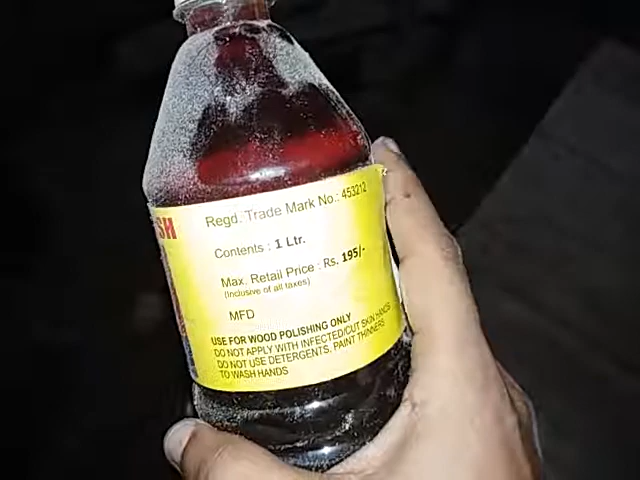 SH
Regd. Trade Mark No.: 453212
Contents : 1 Ltr.
Max. Retail Price : Rs. 195/-
(Inclusive of all taxes)
MFD
USE FOR WOOD POLISHING ONLY
DO NOT APPLY WITH INFECTED/CUT SKIN HANDS
DO NOT USE DETERGENTS, PAINT THINNERS
TO WASH HANDS